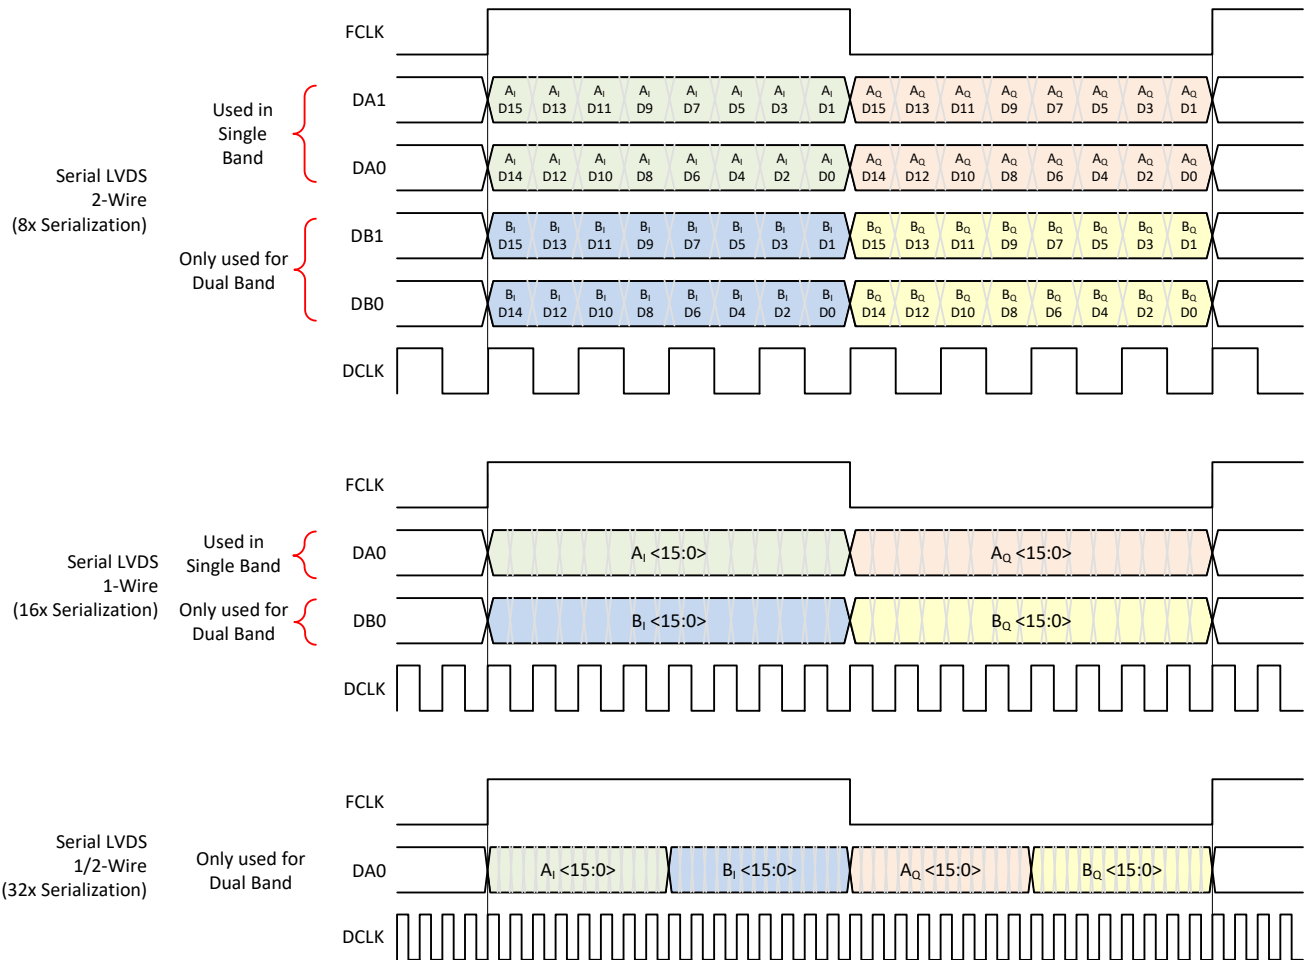 FCLK
Used in
Single
Band
DA1
A_I A_I A_I A_I A_I A_I A_I A_I A_Q A_Q A_Q A_Q A_Q A_Q A_Q A_Q
D15 D13 D11 D9 D7 D5 D3 D1 D15 D13 D11 D9 D7 D5 D3 D1
DA0
A_I A_I A_I A_I A_I A_I A_I A_I A_Q A_Q A_Q A_Q A_Q A_Q A_Q A_Q
D14 D12 D10 D8 D6 D4 D2 D0 D14 D12 D10 D8 D6 D4 D2 D0
Serial LVDS
2-Wire
(8x Serialization)
Only used for
Dual Band
DB1
B_I B_I B_I B_I B_I B_I B_I B_I B_Q B_Q B_Q B_Q B_Q B_Q B_Q B_Q
D15 D13 D11 D9 D7 D5 D3 D1 D15 D13 D11 D9 D7 D5 D3 D1
DB0
B_I B_I B_I B_I B_I B_I B_I B_I B_Q B_Q B_Q B_Q B_Q B_Q B_Q B_Q
D14 D12 D10 D8 D6 D4 D2 D0 D14 D12 D10 D8 D6 D4 D2 D0
DCLK
FCLK
Serial LVDS
1-Wire
(16x Serialization)
Used in
Single Band
DA0 A_I <15:0> A_Q <15:0>
Only used for
Dual Band
DB0 B_I <15:0> B_Q <15:0>
DCLK
FCLK
Serial LVDS
1/2-Wire
(32x Serialization)
Only used for
Dual Band
DA0 A_I <15:0> B_I <15:0> A_Q <15:0> B_Q <15:0>
DCLK